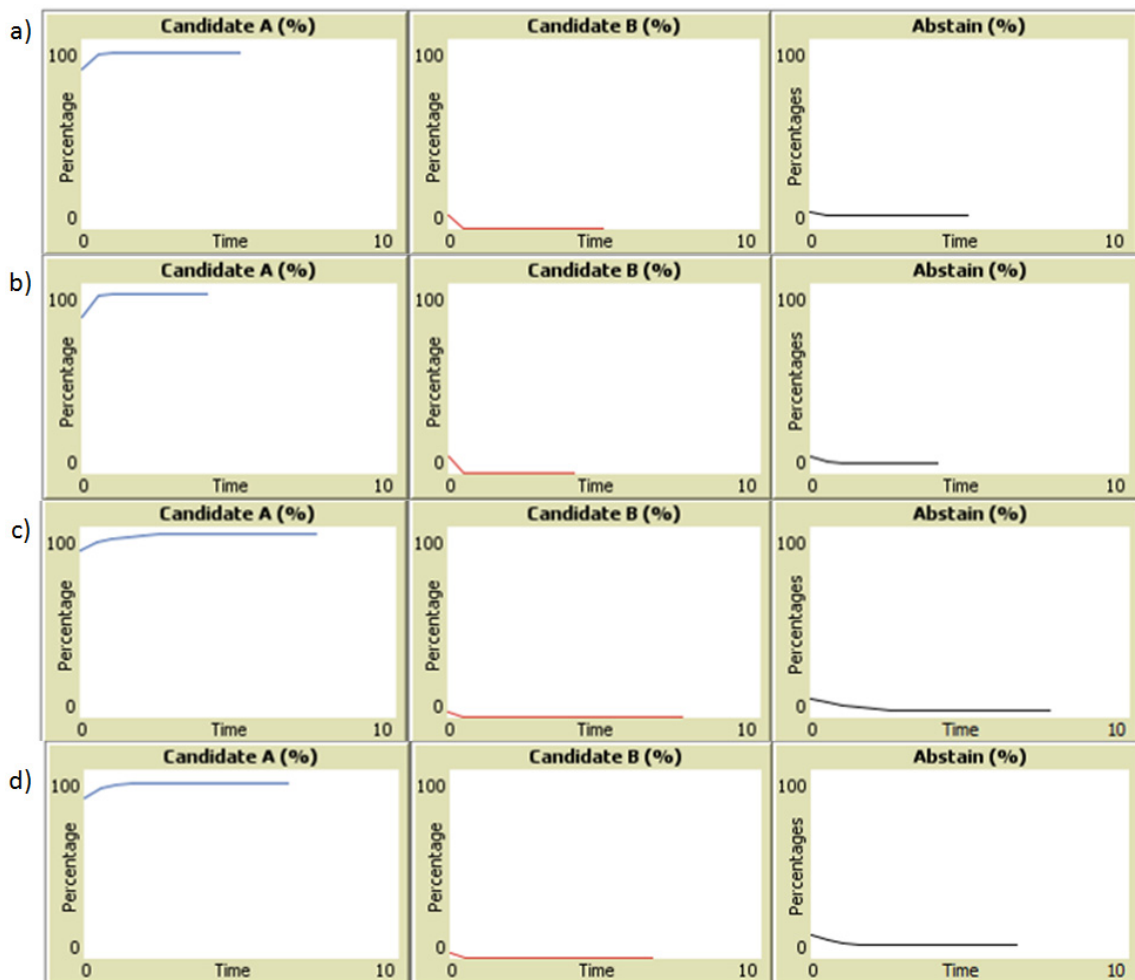 a)
Candidate A (%)
100
Percentage
0
0 Time 10
Candidate B (%)
100
Percentage
0
0 Time 10
Abstain (%)
100
Percentages
0
0 Time 10
b)
Candidate A (%)
100
Percentage
0
0 Time 10
Candidate B (%)
100
Percentage
0
0 Time 10
Abstain (%)
100
Percentages
0
0 Time 10
c)
Candidate A (%)
100
Percentage
0
0 Time 10
Candidate B (%)
100
Percentage
0
0 Time 10
Abstain (%)
100
Percentages
0
0 Time 10
d)
Candidate A (%)
100
Percentage
0
0 Time 10
Candidate B (%)
100
Percentage
0
0 Time 10
Abstain (%)
100
Percentages
0
0 Time 10